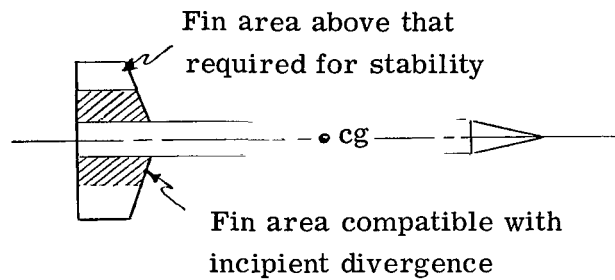 Fin area above that
required for stability
cg
Fin area compatible with
incipient divergence